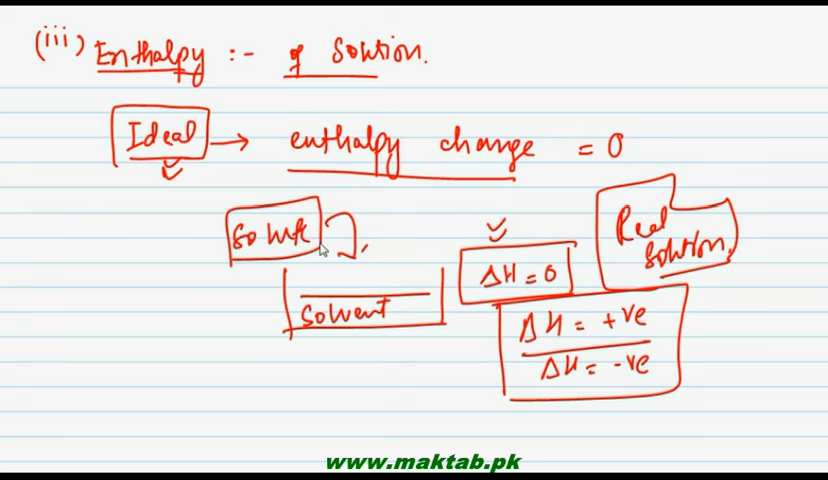 (iii) Enthalpy :- of Solution.
Ideal → enthalpy change = 0
Solute
Real
Solution.
ΔH = 0
Solvent
ΔH = +ve
ΔH = -ve
www.maktab.pk